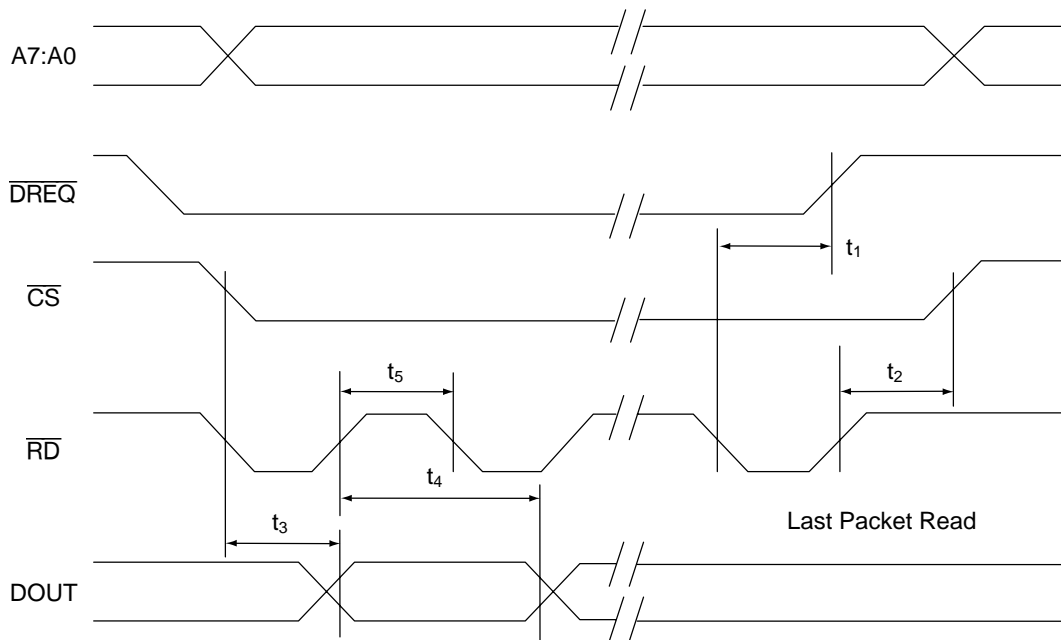 A7:A0
DREQ
t1
CS
t2
t5
RD
t4
Last Packet Read
t3
DOUT